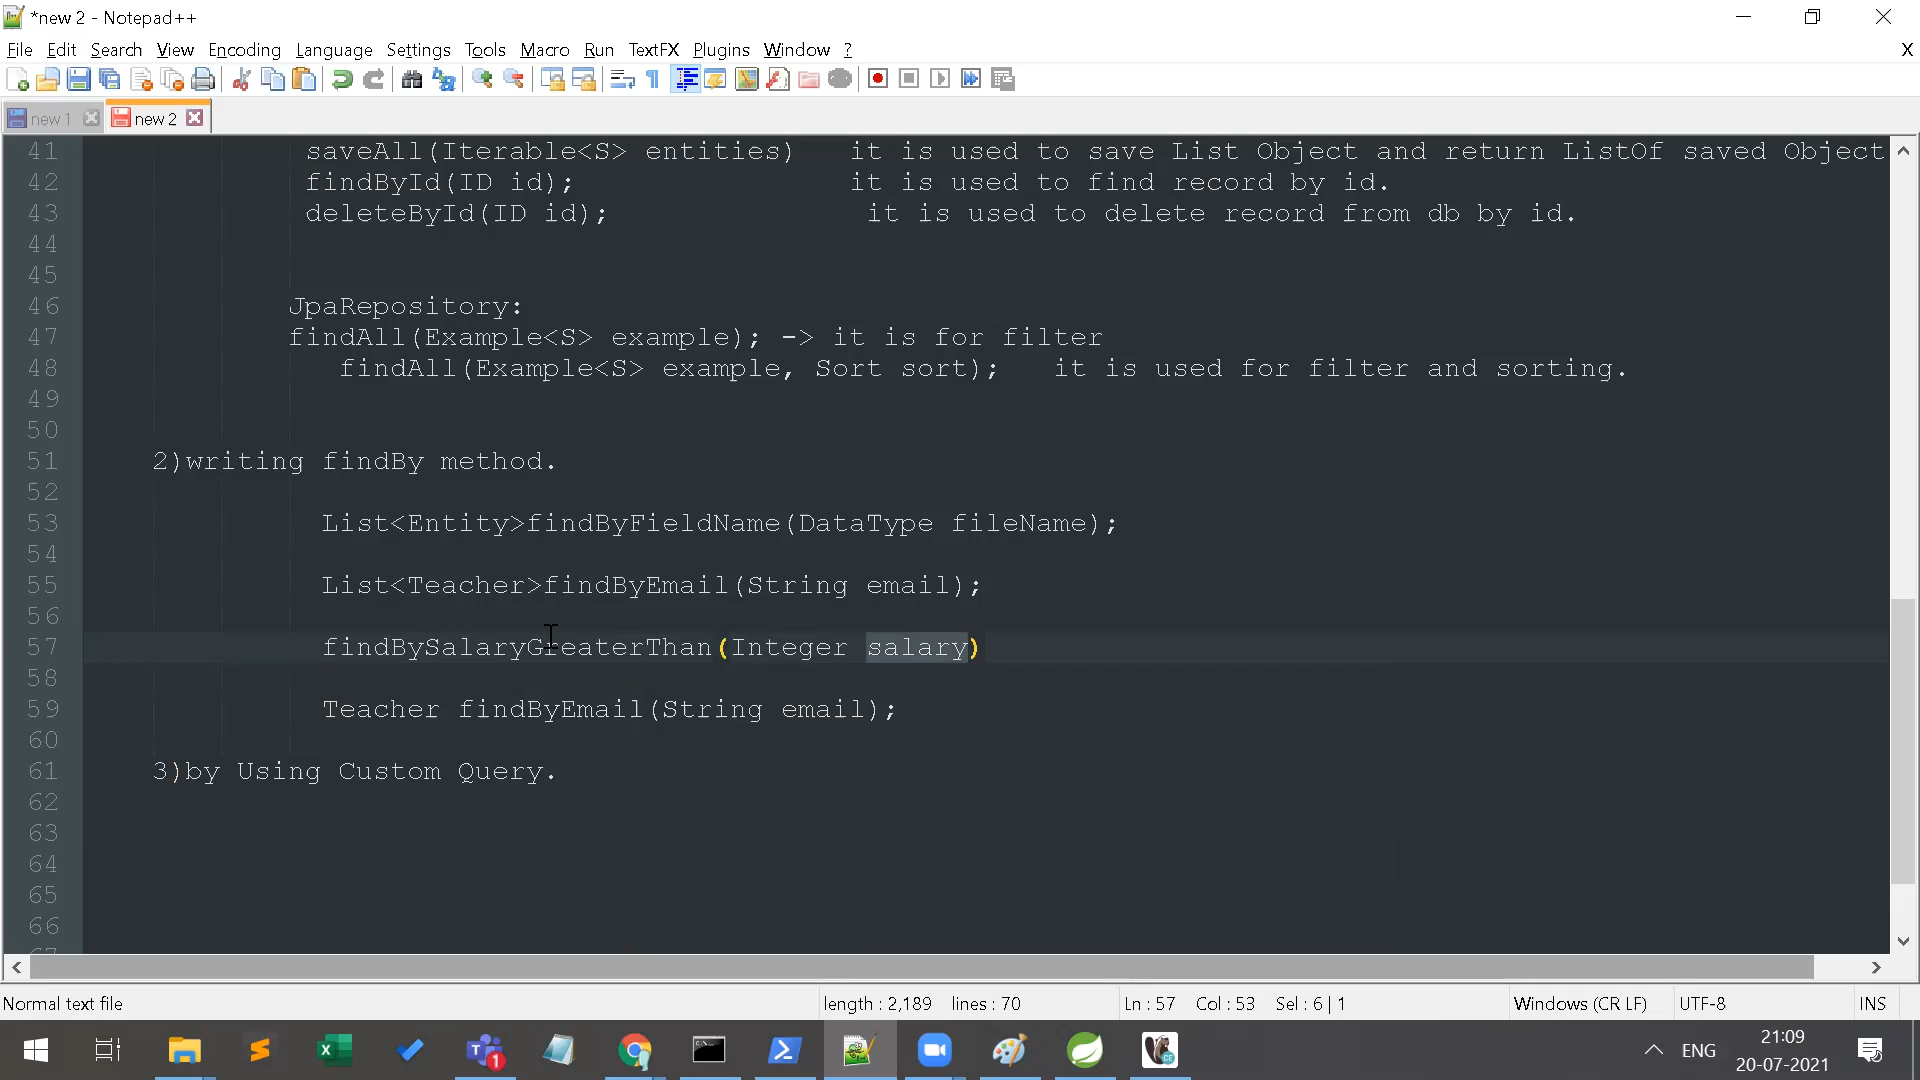 *new 2 - Notepad++
File Edit Search View Encoding Language Settings Tools Macro Run TextFX Plugins Window ? X
new 1 new 2
41 saveAll(Iterable<S> entities) it is used to save List Object and return ListOf saved Object
42 findById(ID id); it is used to find record by id.
43 deleteById(ID id); it is used to delete record from db by id.
44
45
46 JpaRepository:
47 findAll(Example<S> example); -> it is for filter
48 findAll(Example<S> example, Sort sort); it is used for filter and sorting.
49
50
51 2)writing findBy method.
52
53 List<Entity>findByFieldName(DataType fileName);
54
55 List<Teacher>findByEmail(String email);
56
57 findBySalaryGreaterThan(Integer salary)
58
59 Teacher findByEmail(String email);
60
61 3)by Using Custom Query.
62
63
64
65
66
67
Normal text file length : 2,189 lines : 70 Ln : 57 Col : 53 Sel : 6 | 1 Windows (CR LF) UTF-8 INS
1 CE ENG 21:09
20-07-2021